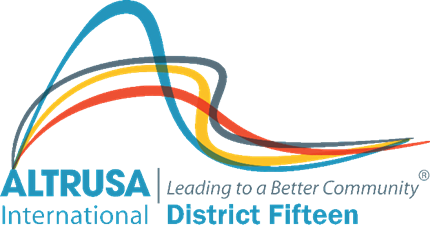 ALTRUSA | Leading to a Better Community®
International District Fifteen